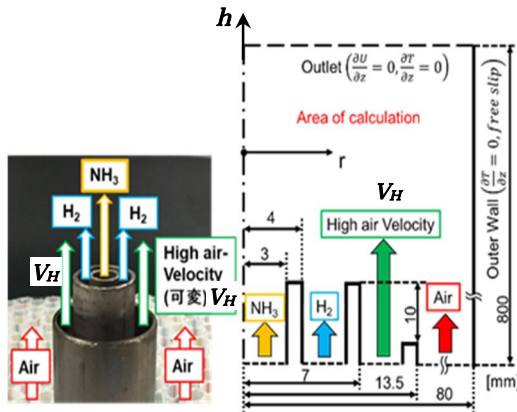 NH₃
H₂
H₂
V_H
High air-
Velocity
(可変) V_H
Air
Air
h
Outlet (∂U/∂z = 0, ∂T/∂z = 0)
Area of calculation
r
V_H
High air Velocity
4
3
NH₃
H₂
10
Air
7
13.5
80
[mm]
Outer Wall (∂T/∂z = 0, free slip)
800